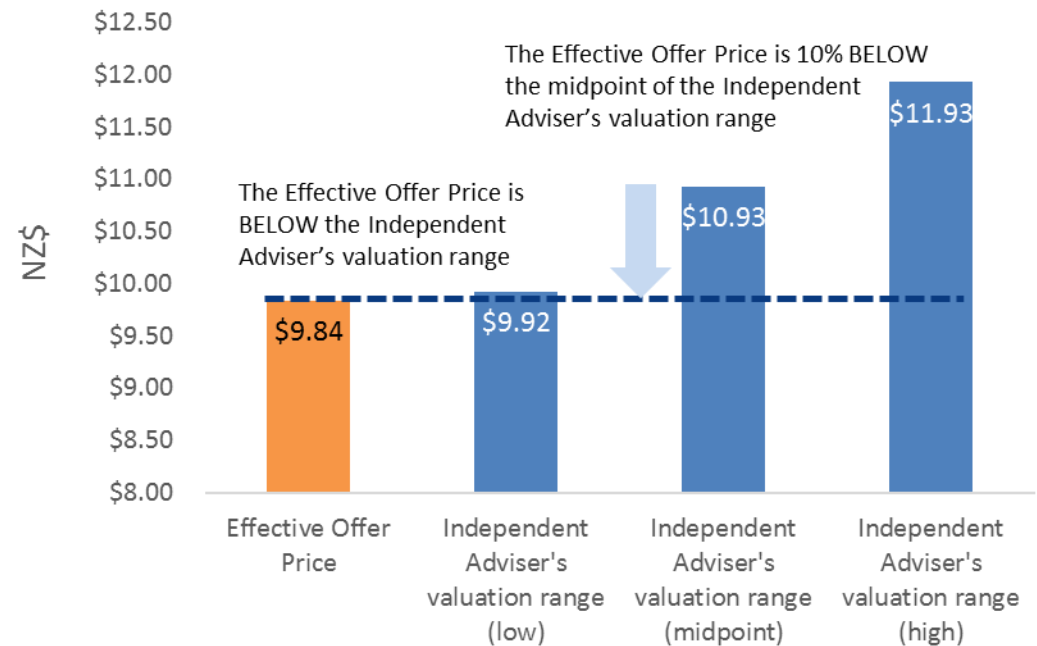 $12.50
$12.00
$11.50
$11.00
$10.50
$10.00
$9.50
$9.00
$8.50
$8.00
NZ$
The Effective Offer Price is 10% BELOW
the midpoint of the Independent
Adviser’s valuation range
The Effective Offer Price is
BELOW the Independent
Adviser’s valuation range
$9.84
$9.92
$10.93
$11.93
Effective Offer
Price
Independent
Adviser's
valuation range
(low)
Independent
Adviser's
valuation range
(midpoint)
Independent
Adviser's
valuation range
(high)